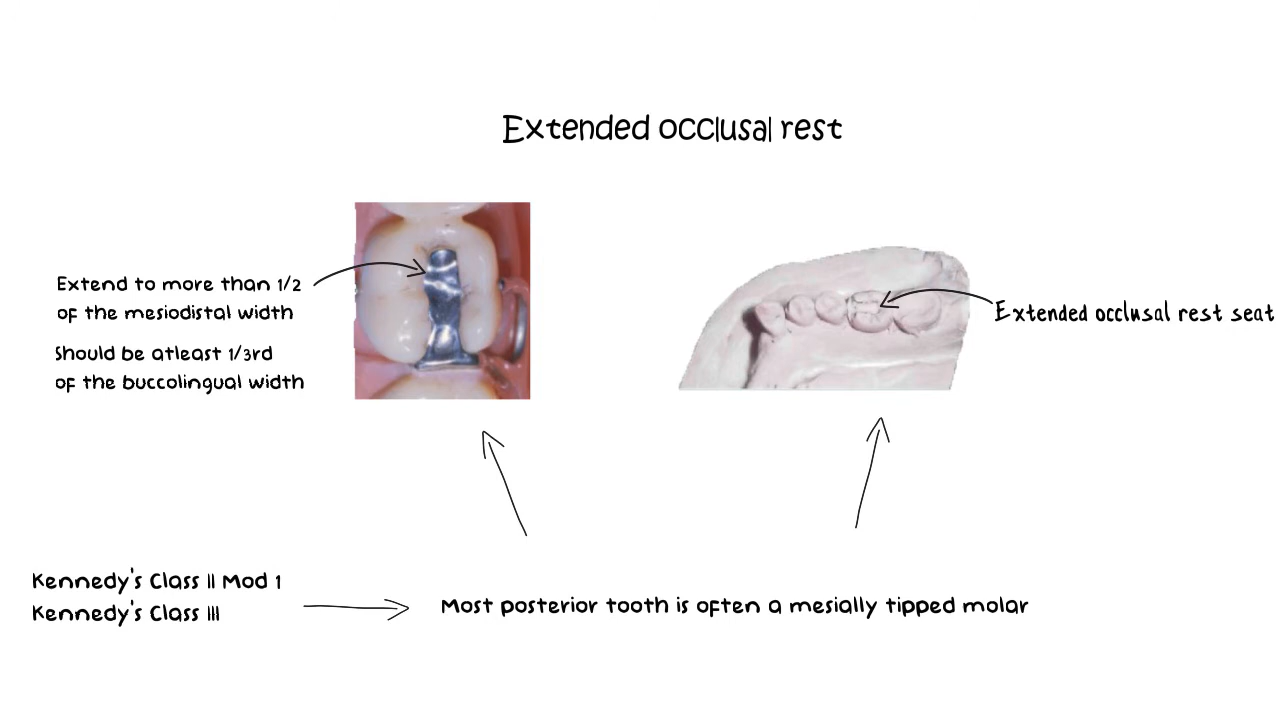 Extended occlusal rest
Extend to more than 1/2
of the mesiodistal width
Should be atleast 1/3rd
of the buccolingual width
Extended occlusal rest seat
Kennedy's Class II Mod 1
Kennedy's Class III
Most posterior tooth is often a mesially tipped molar